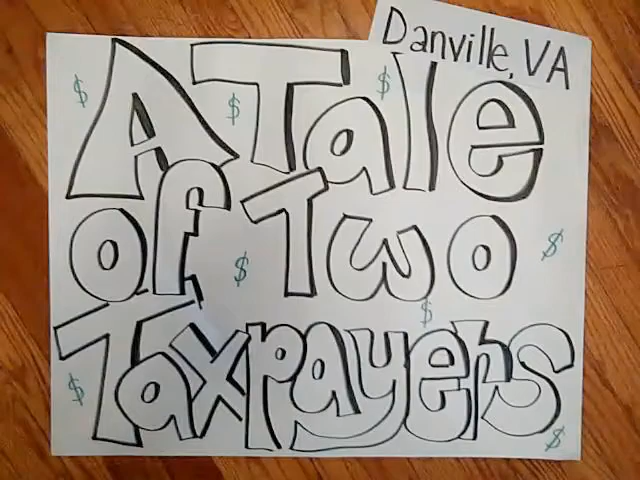 Danville, VA
A Tale
of Two
Taxpayers
$ $ $ $ $ $ $ $